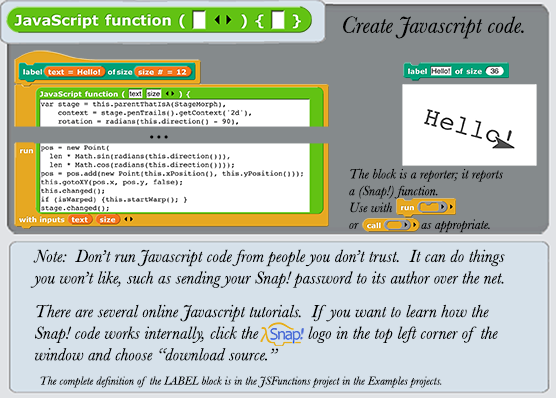 JavaScript function ( ) { }
Create Javascript code.
label text = Hello! of size size # = 12
JavaScript function ( text size ) {
var stage = this.parentThatIsA(StageMorph),
context = stage.penTrails().getContext('2d'),
rotation = radians(this.direction() - 90),
...
run
pos = new Point(
len * Math.sin(radians(this.direction())),
len * Math.cos(radians(this.direction())));
pos = pos.add(new Point(this.xPosition(), this.yPosition()));
this.gotoXY(pos.x, pos.y, false);
this.changed();
if (isWarped) {this.startWarp(); }
stage.changed();
with inputs text size
label Hello! of size 36
Hello!
The block is a reporter; it reports
a (Snap!) function.
Use with run
or call as appropriate.
Note: Don't run Javascript code from people you don't trust. It can do things
you won't like, such as sending your Snap! password to its author over the net.
There are several online Javascript tutorials. If you want to learn how the
Snap! code works internally, click the Snap! logo in the top left corner of the
window and choose “download source.”
The complete definition of the LABEL block is in the JSFunctions project in the Examples projects.